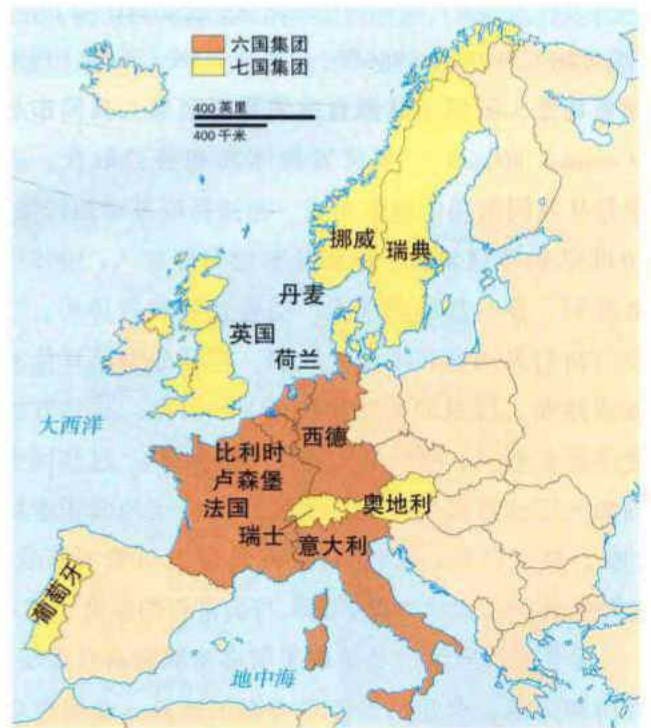 六国集团
七国集团
400 英里
400 千米
挪威
瑞典
丹麦
英国
荷兰
大西洋
西德
比利时
卢森堡
法国
奥地利
瑞士
意大利
葡萄牙
地中海